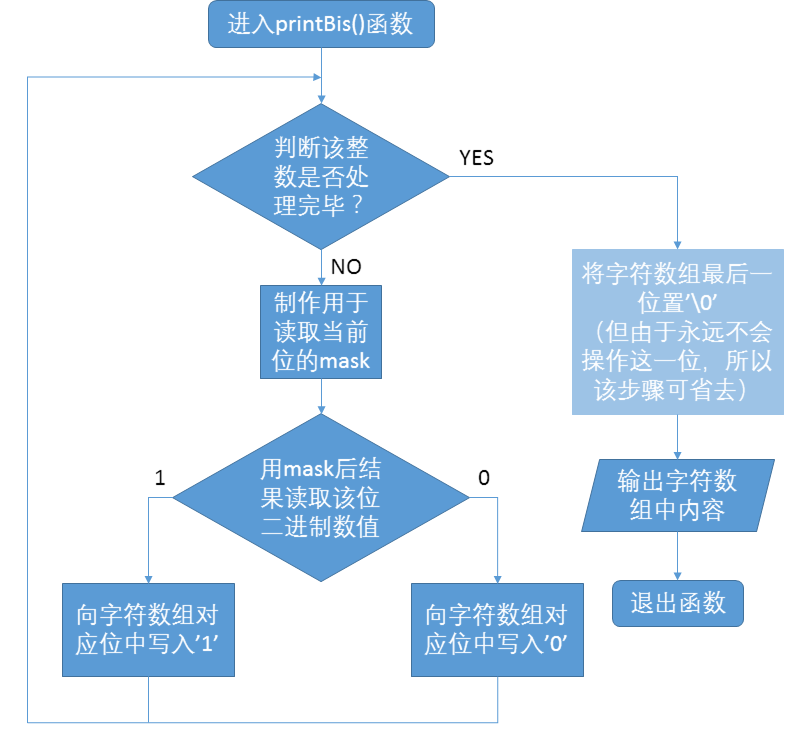 进入printBis()函数
判断该整
数是否处
理完毕？
YES
NO
制作用于
读取当前
位的mask
将字符数组最后一
位置’\0’
（但由于永远不会
操作这一位，所以
该步骤可省去）
用mask后结
果读取该位
二进制数值
1
0
输出字符数
组中内容
向字符数组对
应位中写入’1’
向字符数组对
应位中写入’0’
退出函数